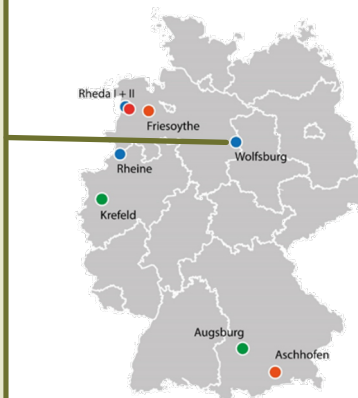 Rheda I + II
Friesoythe
Wolfsburg
Rheine
Krefeld
Augsburg
Aschhofen